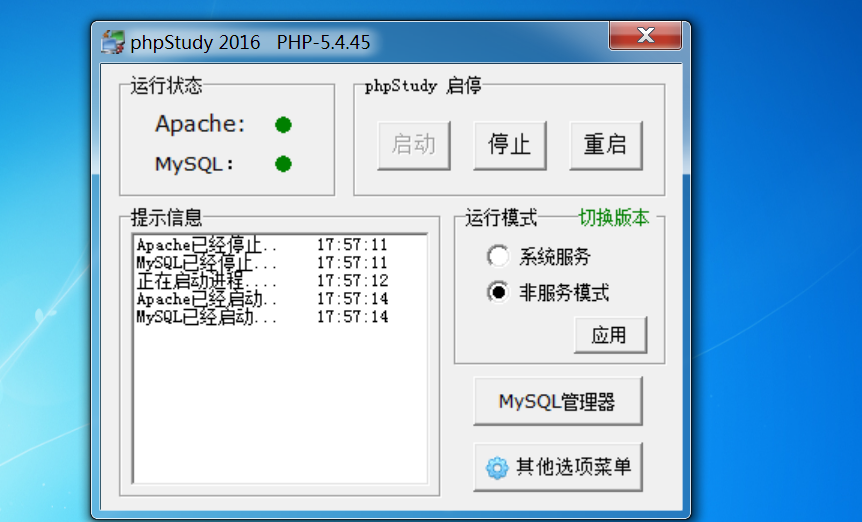 phpStudy 2016 PHP-5.4.45
运行状态
Apache:
MySQL:
phpStudy 启停
启动 停止 重启
提示信息
Apache已经停止.. 17:57:11
MySQL已经停止... 17:57:11
正在启动进程.... 17:57:12
Apache已经启动.. 17:57:14
MySQL已经启动... 17:57:14
运行模式 切换版本
系统服务
非服务模式
应用
MySQL管理器
其他选项菜单